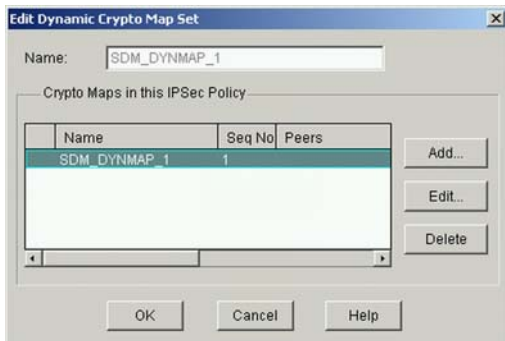 Edit Dynamic Crypto Map Set
Name: SDM_DYNMAP_1
Crypto Maps in this IPSec Policy
Name Seq No Peers
SDM_DYNMAP_1 1
Add...
Edit...
Delete
OK Cancel Help